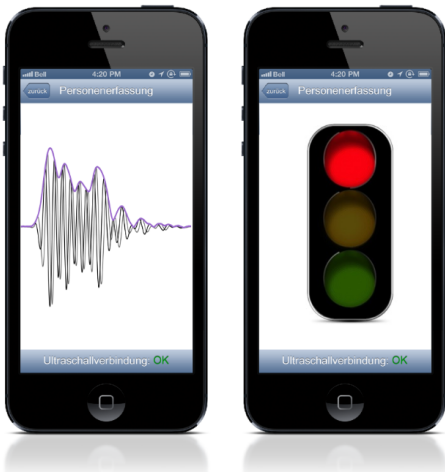 Bell 4:20 PM
zurück Personenerfassung
Ultraschallverbindung: OK
Bell 4:20 PM
zurück Personenerfassung
Ultraschallverbindung: OK